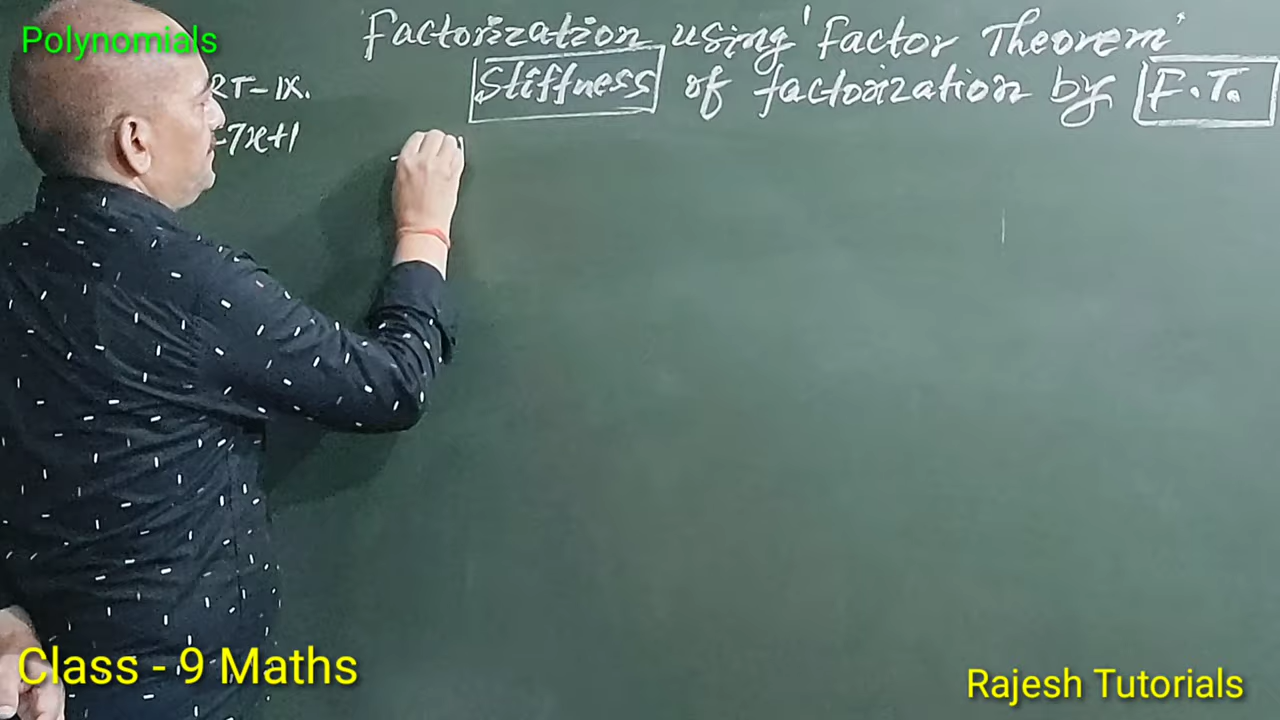 Polynomials
Factorization using 'Factor Theorem'
Stiffness of factorization by F.T.
RT-IX.
-7x+1
Class - 9 Maths
Rajesh Tutorials